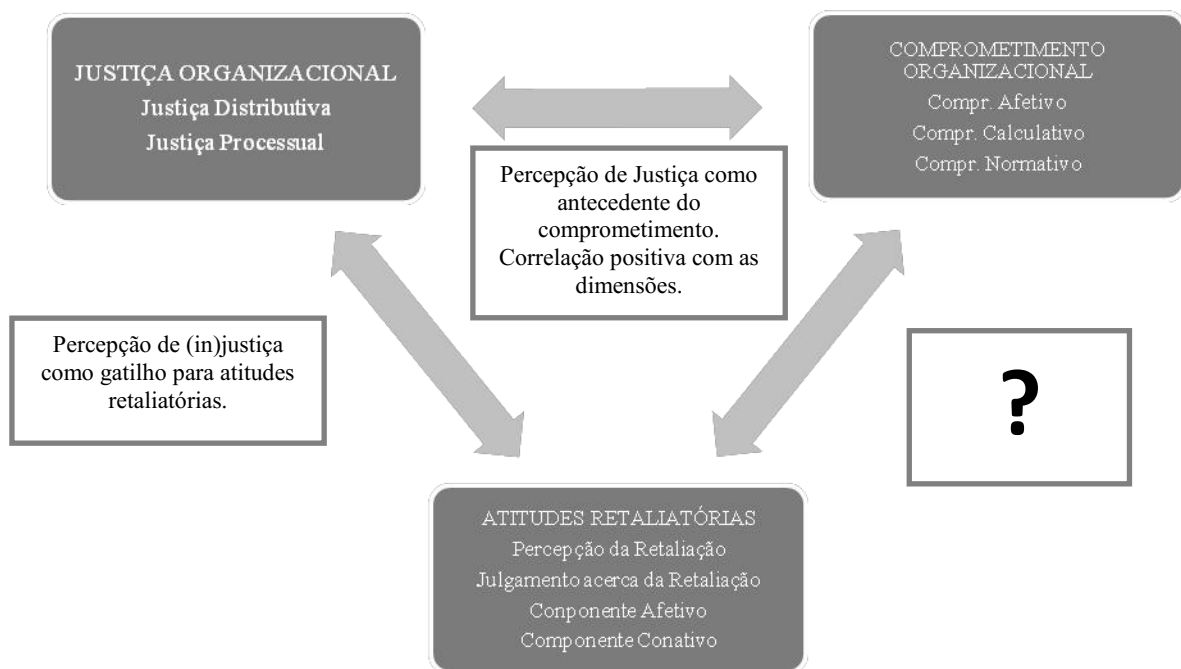 JUSTIÇA ORGANIZACIONAL
Justiça Distributiva
Justiça Processual
COMPROMETIMENTO
ORGANIZACIONAL
Compr. Afetivo
Compr. Calculativo
Compr. Normativo
Percepção de Justiça como
antecedente do
comprometimento.
Correlação positiva com as
dimensões.
Percepção de (in)justiça
como gatilho para atitudes
retaliatórias.
?
ATITUDES RETALIATÓRIAS
Percepção da Retaliação
Julgamento acerca da Retaliação
Conponente Afetivo
Componente Conativo